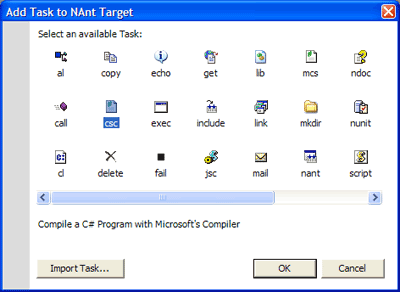 Add Task to NAnt Target
Select an available Task:
al copy echo get lib mcs ndoc
call csc exec include link mkdir nunit
cl delete fail jsc mail nant script
Compile a C# Program with Microsoft's Compiler
Import Task... OK Cancel